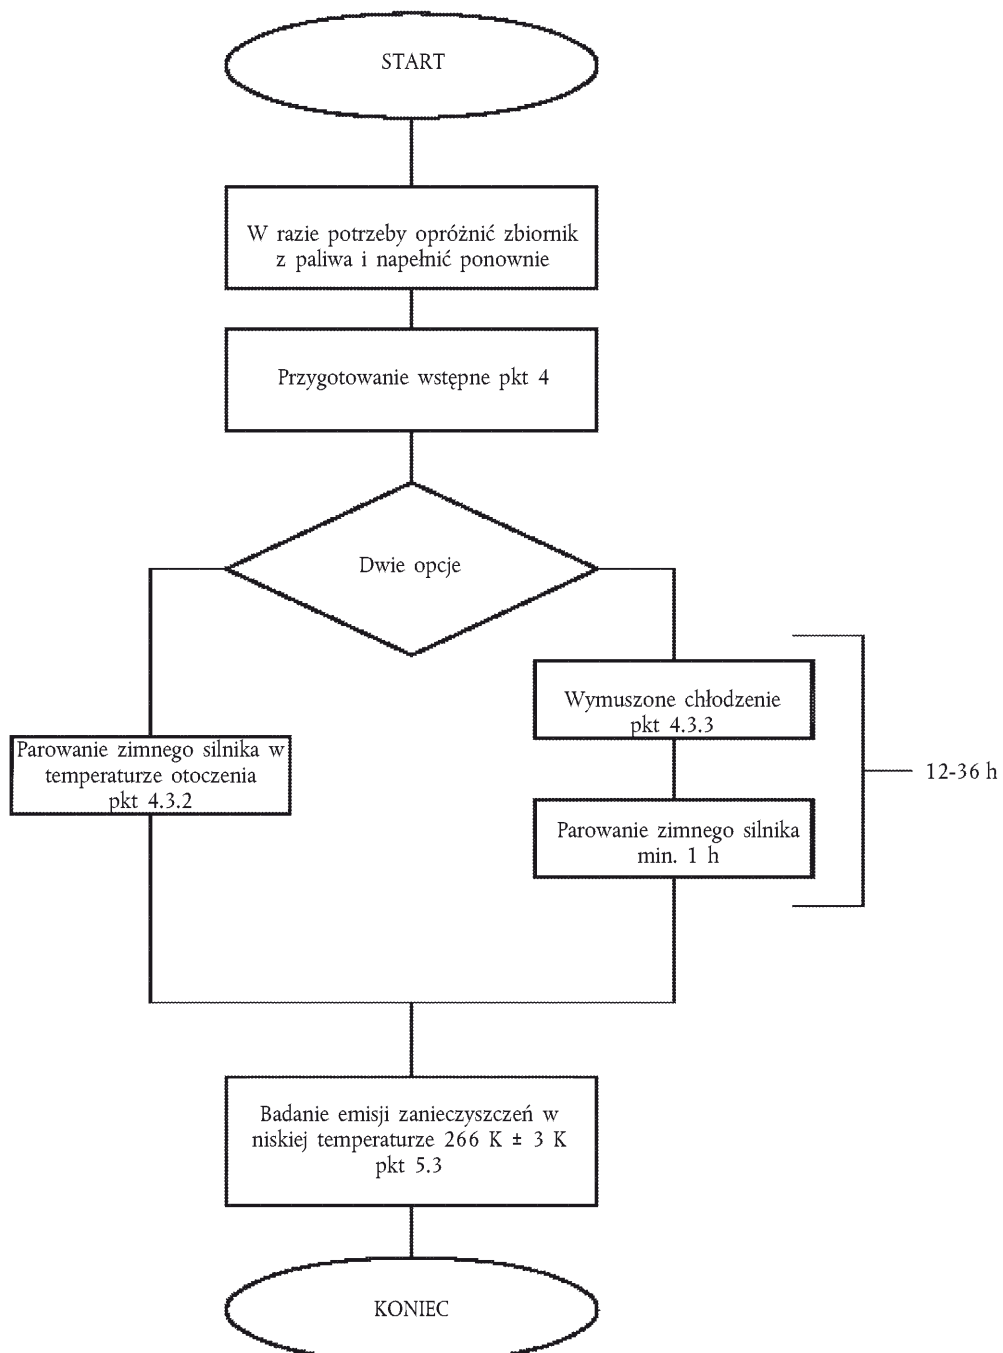 START
W razie potrzeby opróżnić zbiornik
z paliwa i napełnić ponownie
Przygotowanie wstępne pkt 4
Dwie opcje
Wymuszone chłodzenie
pkt 4.3.3
Parowanie zimnego silnika w
temperaturze otoczenia
pkt 4.3.2
12-36 h
Parowanie zimnego silnika
min. 1 h
Badanie emisji zanieczyszczeń w
niskiej temperaturze 266 K ± 3 K
pkt 5.3
KONIEC